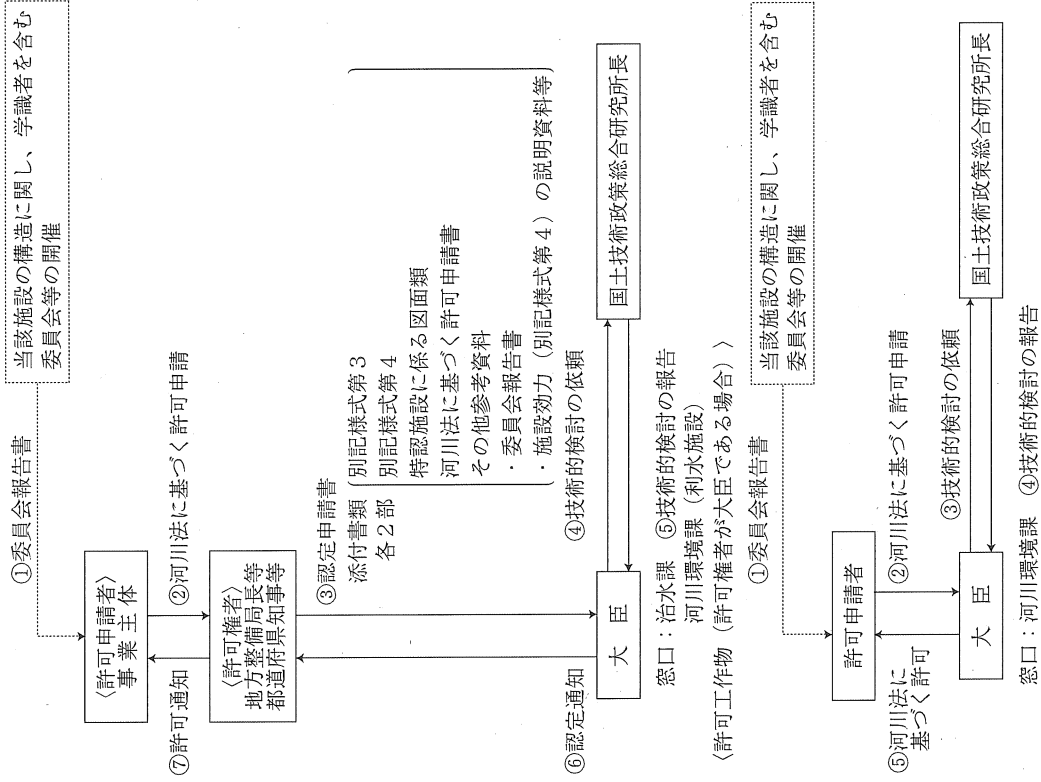 当該施設の構造に関し、学識者を含む
委員会等の開催
①委員会報告書
〈許可申請者〉
事業主体
②河川法に基づく許可申請
⑦許可通知
〈許可権者〉
地方整備局長等
都道府県知事等
③認定申請書
添付書類
各2部
別記様式第3
別記様式第4
特認施設に係る図面類
河川法に基づく許可申請書
その他参考資料
・委員会報告書
・施設効力（別記様式第4）の説明資料等
⑥認定通知
大臣
④技術的検討の依頼
国土技術政策総合研究所長
窓口：治水課 ⑤技術的検討の報告
河川環境課（利水施設）
〈許可工作物（許可権者が大臣である場合）〉
当該施設の構造に関し、学識者を含む
委員会等の開催
①委員会報告書
許可申請者
②河川法に基づく許可申請
⑤河川法に
基づく許可
大臣
③技術的検討の依頼
国土技術政策総合研究所長
窓口：河川環境課 ④技術的検討の報告